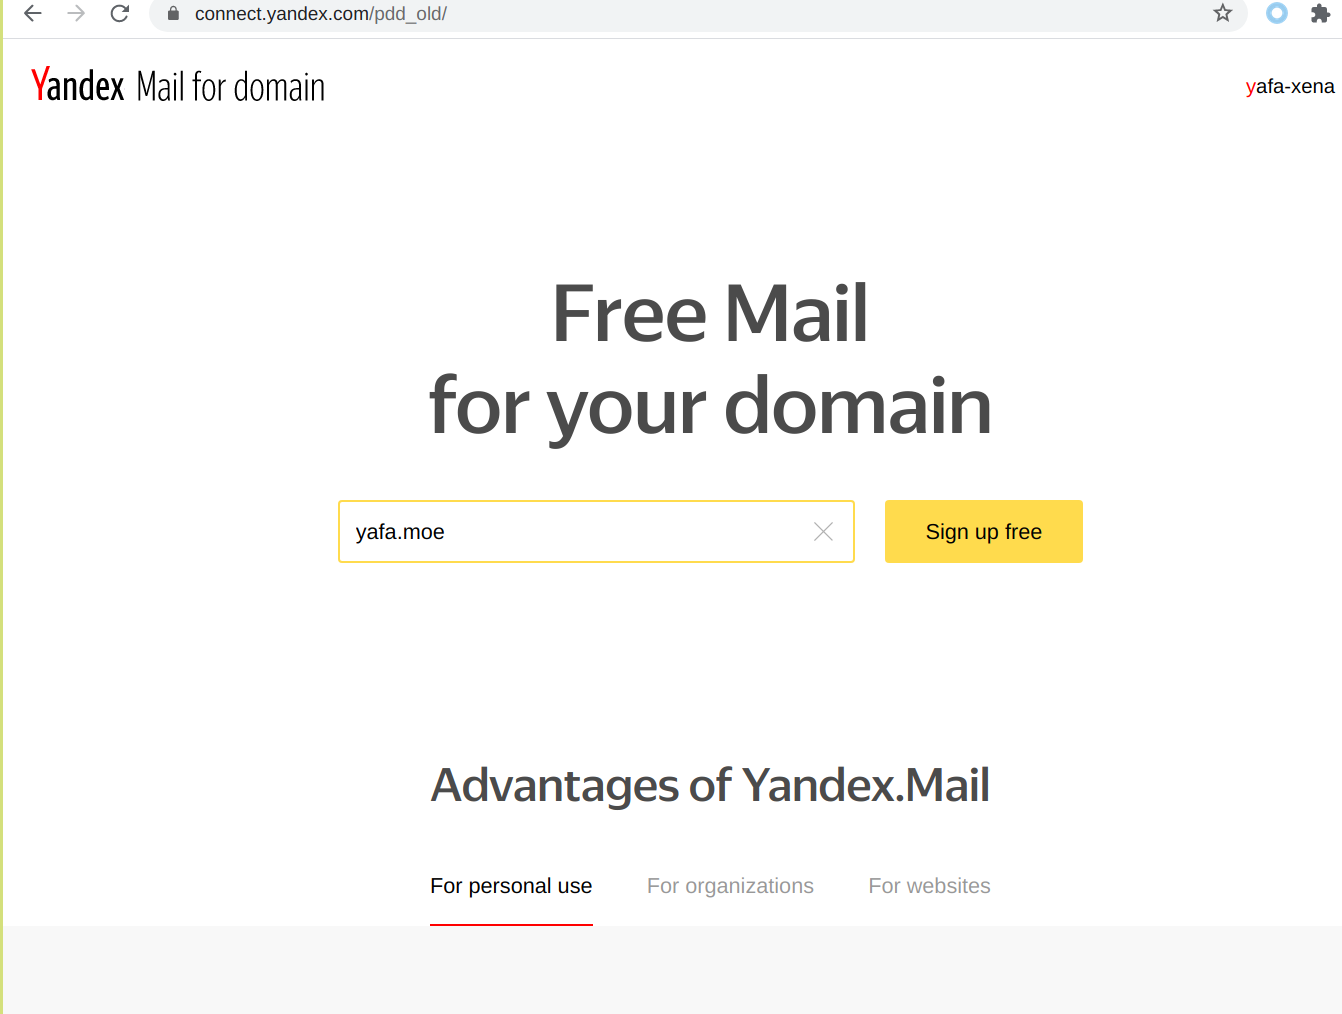 connect.yandex.com/pdd_old/
Yandex Mail for domain
yafa-xena
Free Mail
for your domain
yafa.moe
Sign up free
Advantages of Yandex.Mail
For personal use
For organizations
For websites